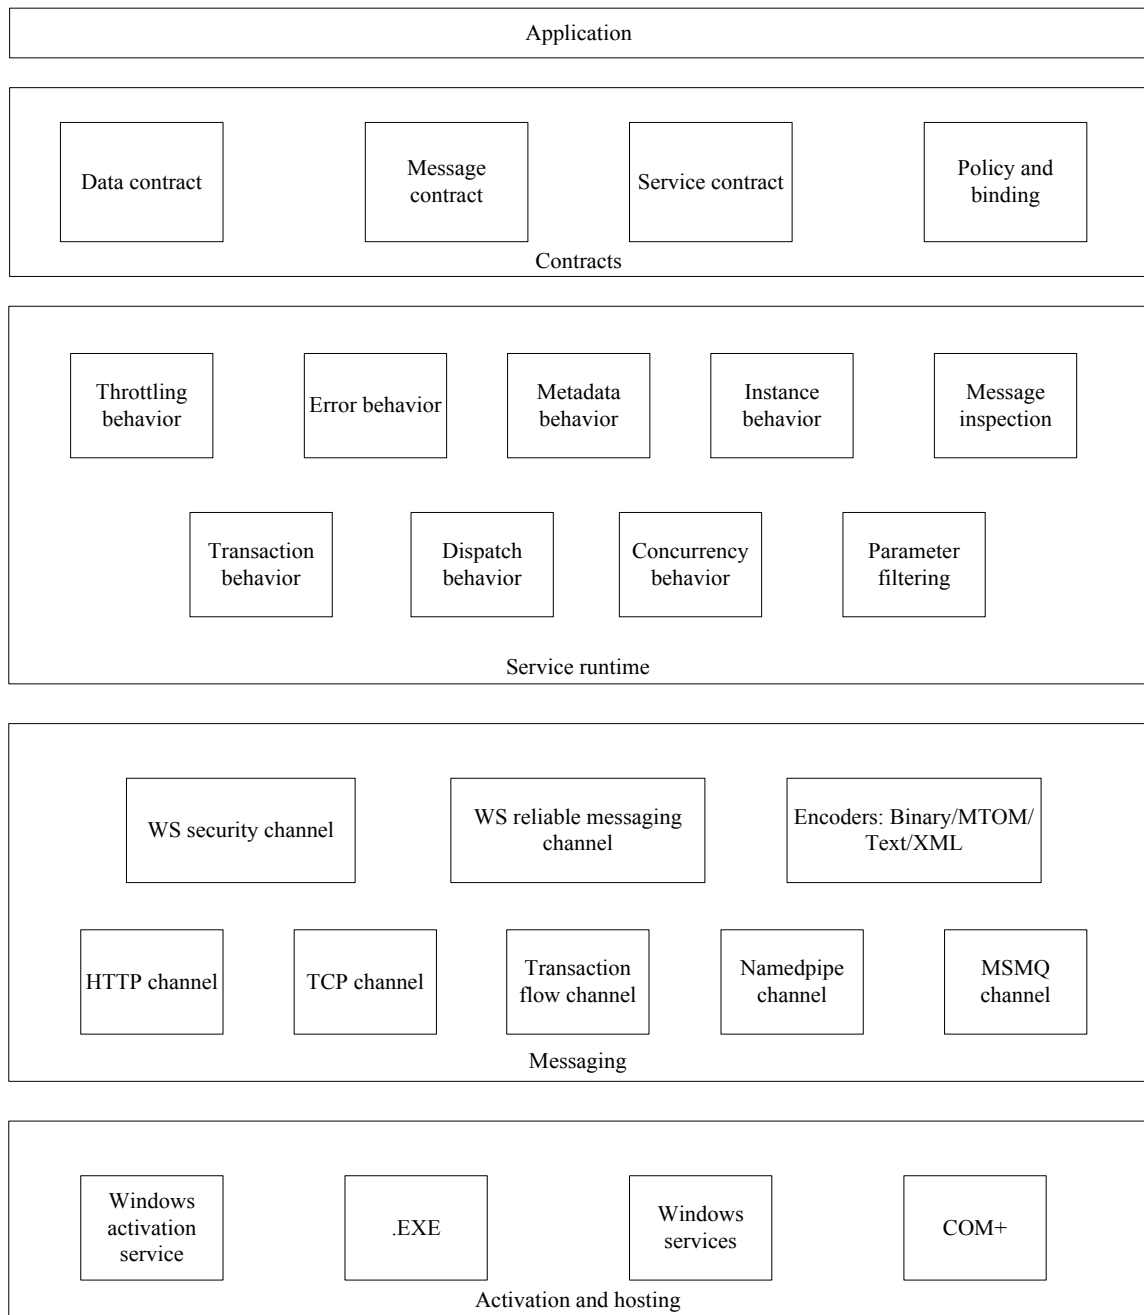 Application
Data contract
Message
contract
Service contract
Policy and
binding
Contracts
Throttling
behavior
Error behavior
Metadata
behavior
Instance
behavior
Message
inspection
Transaction
behavior
Dispatch
behavior
Concurrency
behavior
Parameter
filtering
Service runtime
WS security channel
WS reliable messaging
channel
Encoders: Binary/MTOM/
Text/XML
HTTP channel
TCP channel
Transaction
flow channel
Namedpipe
channel
MSMQ
channel
Messaging
Windows
activation
service
.EXE
Windows
services
COM+
Activation and hosting